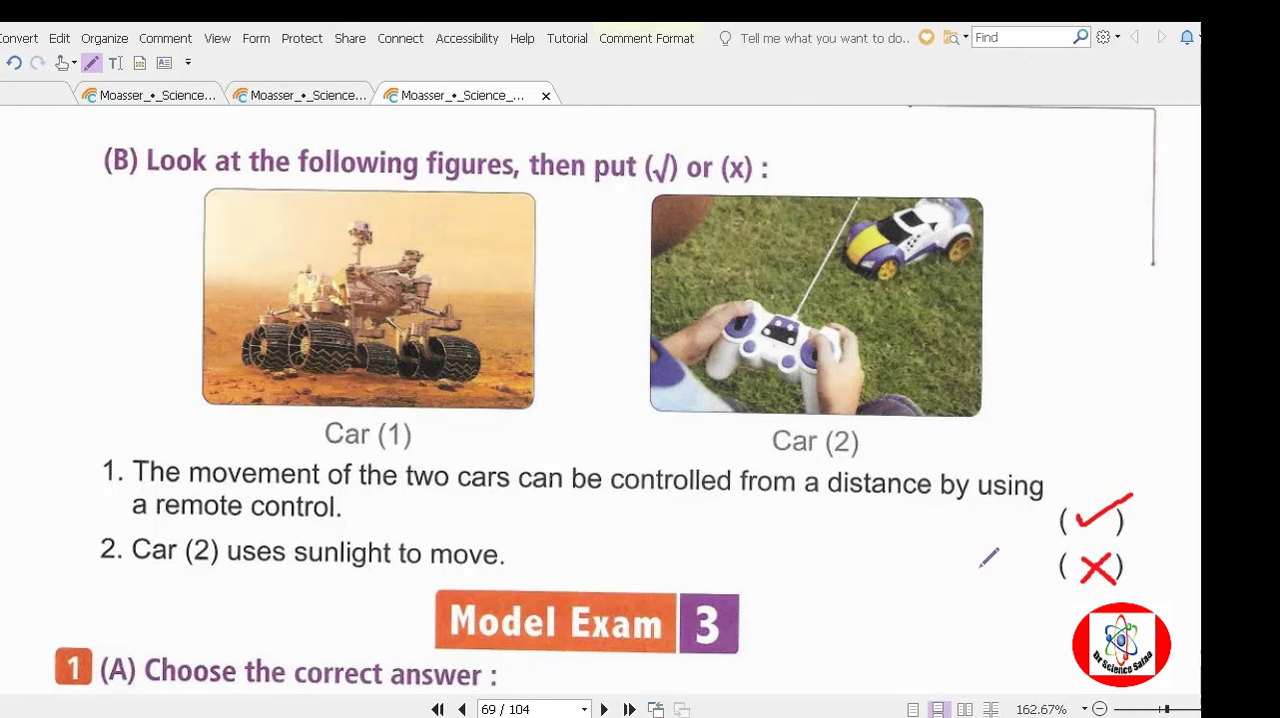 Convert Edit Organize Comment View Form Protect Share Connect Accessibility Help Tutorial Comment Format Tell me what you want to do.. Find
Moasser_•_Science... Moasser_•_Science... Moasser_•_Science_...
(B) Look at the following figures, then put (√) or (x) :
Car (1)
Car (2)
1. The movement of the two cars can be controlled from a distance by using
a remote control.
(✓)
2. Car (2) uses sunlight to move.
(X)
Model Exam 3
1 (A) Choose the correct answer :
Dr Science Safaa
69 / 104
162.67%